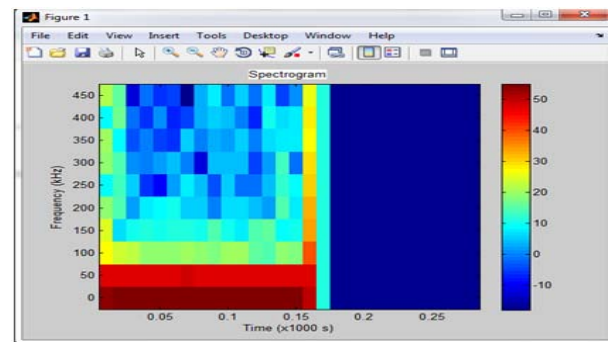 Figure 1
File Edit View Insert Tools Desktop Window Help
Spectrogram
450
400
350
300
250
200
150
100
50
0
Frequency (kHz)
0.05 0.1 0.15 0.2 0.25
Time (x1000 s)
50
40
30
20
10
0
-10